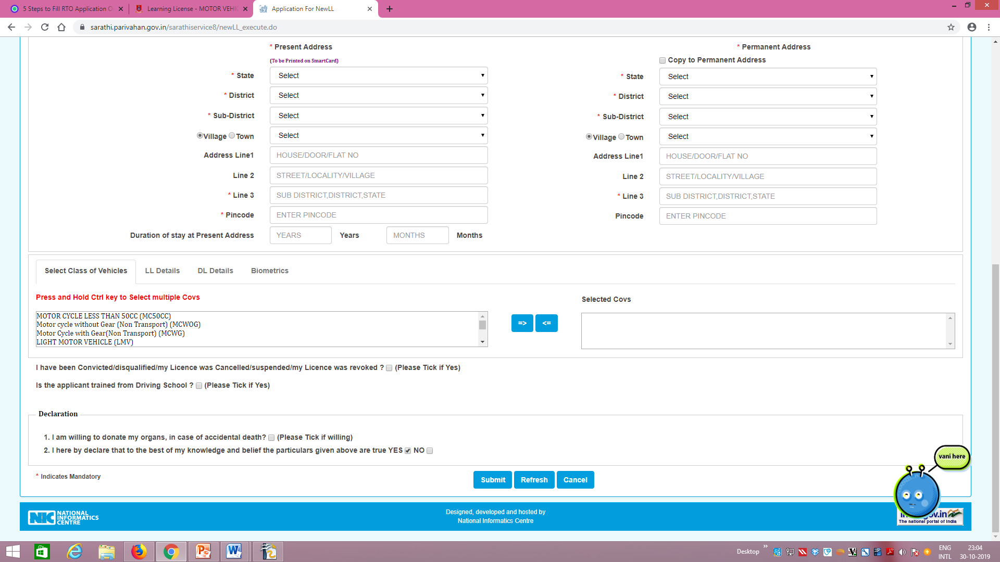 5 Steps to Fill RTO Application O
Learning License - MOTOR VEHIC
Application For NewLL
sarathi.parivahan.gov.in/sarathiservice8/newLL_execute.do
* Present Address
* Permanent Address
(To be Printed on SmartCard)
Copy to Permanent Address
* State Select
* State Select
* District Select
* District Select
* Sub-District Select
* Sub-District Select
Village Town Select
Village Town Select
Address Line1 HOUSE/DOOR/FLAT NO
Address Line1 HOUSE/DOOR/FLAT NO
Line 2 STREET/LOCALITY/VILLAGE
Line 2 STREET/LOCALITY/VILLAGE
* Line 3 SUB DISTRICT,DISTRICT,STATE
* Line 3 SUB DISTRICT,DISTRICT,STATE
* Pincode ENTER PINCODE
Pincode ENTER PINCODE
Duration of stay at Present Address YEARS Years MONTHS Months
Select Class of Vehicles LL Details DL Details Biometrics
Press and Hold Ctrl key to Select multiple Covs
Selected Covs
MOTOR CYCLE LESS THAN 50CC (MC50CC)
Motor cycle without Gear (Non Transport) (MCWOG)
Motor Cycle with Gear(Non Transport) (MCWG)
LIGHT MOTOR VEHICLE (LMV)
=> <=
I have been Convicted/disqualified/my Licence was Cancelled/suspended/my Licence was revoked ? (Please Tick if Yes)
Is the applicant trained from Driving School ? (Please Tick if Yes)
Declaration
1. I am willing to donate my organs, in case of accidental death? (Please Tick if willing)
2. I here by declare that to the best of my knowledge and belief the particulars given above are true YES NO
vani here
* Indicates Mandatory
Submit Refresh Cancel
NIC NATIONAL
INFORMATICS
CENTRE
Designed, developed and hosted by
National Informatics Centre
gov.in
The national portal of India
Desktop
ENG
INTL
23:04
30-10-2019